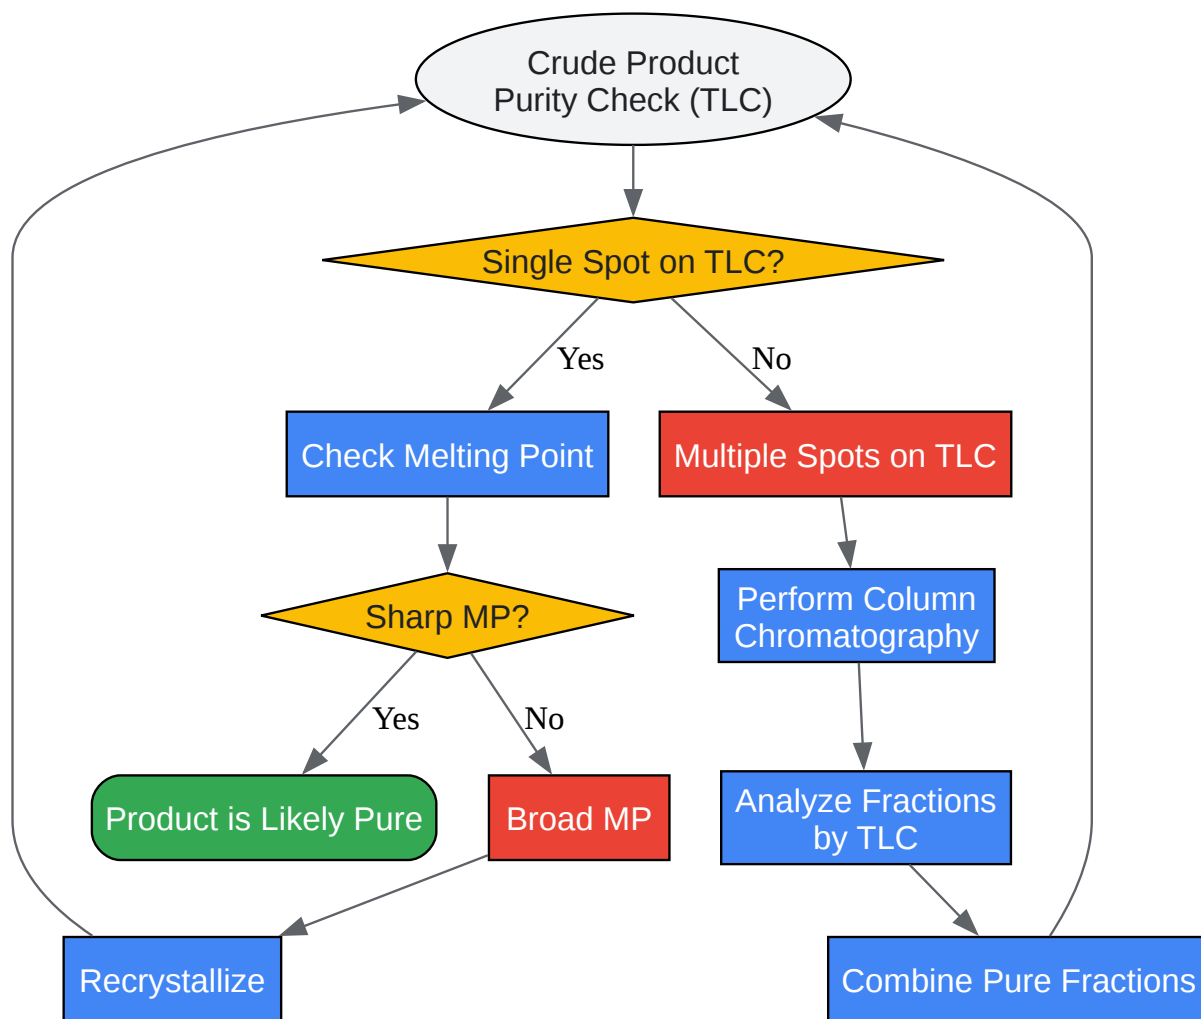 Crude Product
Purity Check (TLC)
Single Spot on TLC?
Yes
No
Check Melting Point
Multiple Spots on TLC
Sharp MP?
Perform Column
Chromatography
Yes
No
Product is Likely Pure
Broad MP
Analyze Fractions
by TLC
Recrystallize
Combine Pure Fractions